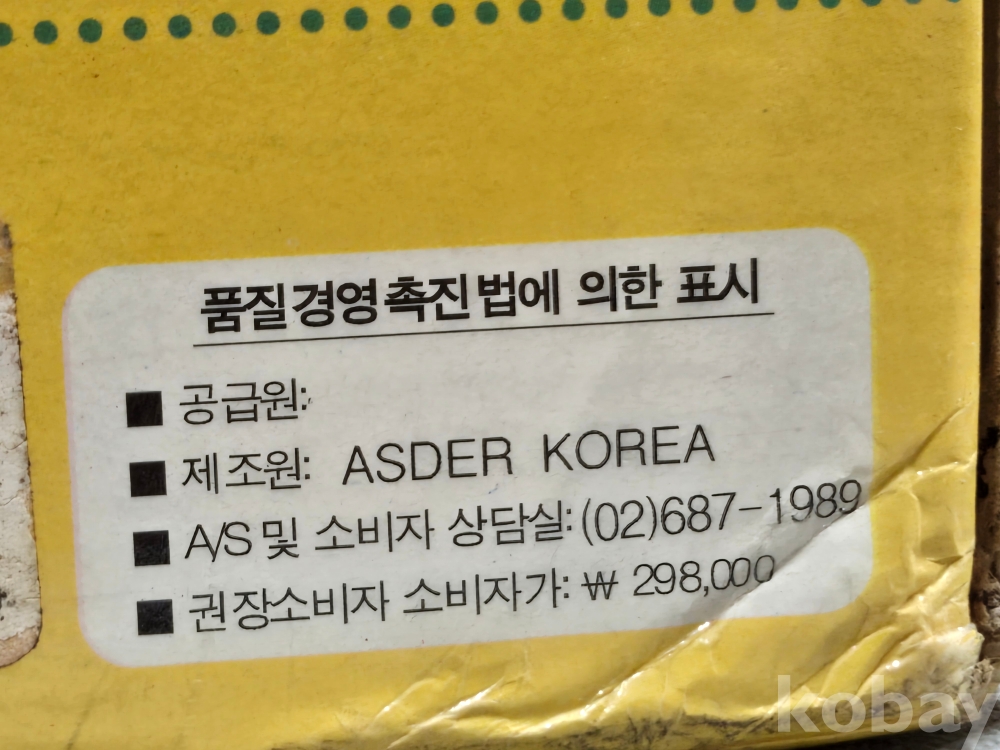 품질경영촉진법에 의한 표시
■ 공급원:
■ 제조원: ASDER KOREA
■ A/S 및 소비자 상담실:(02)687-1989
■ 권장소비자 소비자가: ₩ 298,000
kobay